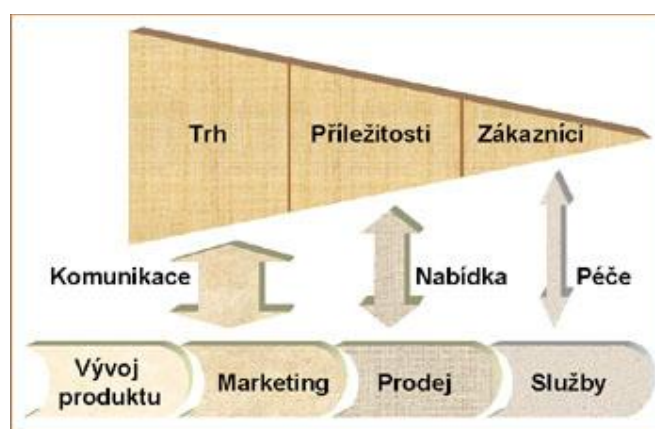 Trh
Příležitosti
Zákazníci
Komunikace
Nabídka
Péče
Vývoj
produktu
Marketing
Prodej
Služby